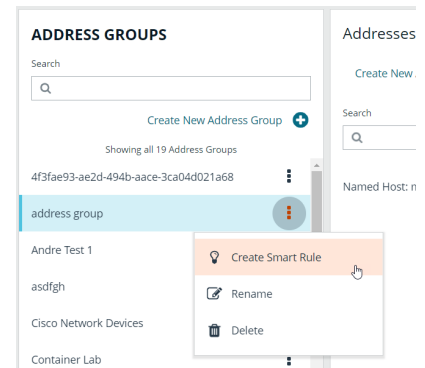 ADDRESS GROUPS
Search
Create New Address Group
Showing all 19 Address Groups
4f3fae93-ae2d-494b-aace-3ca04d021a68
address group
Andre Test 1
asdfgh
Cisco Network Devices
Container Lab
Create Smart Rule
Rename
Delete
Addresses
Create New
Search
Named Host: